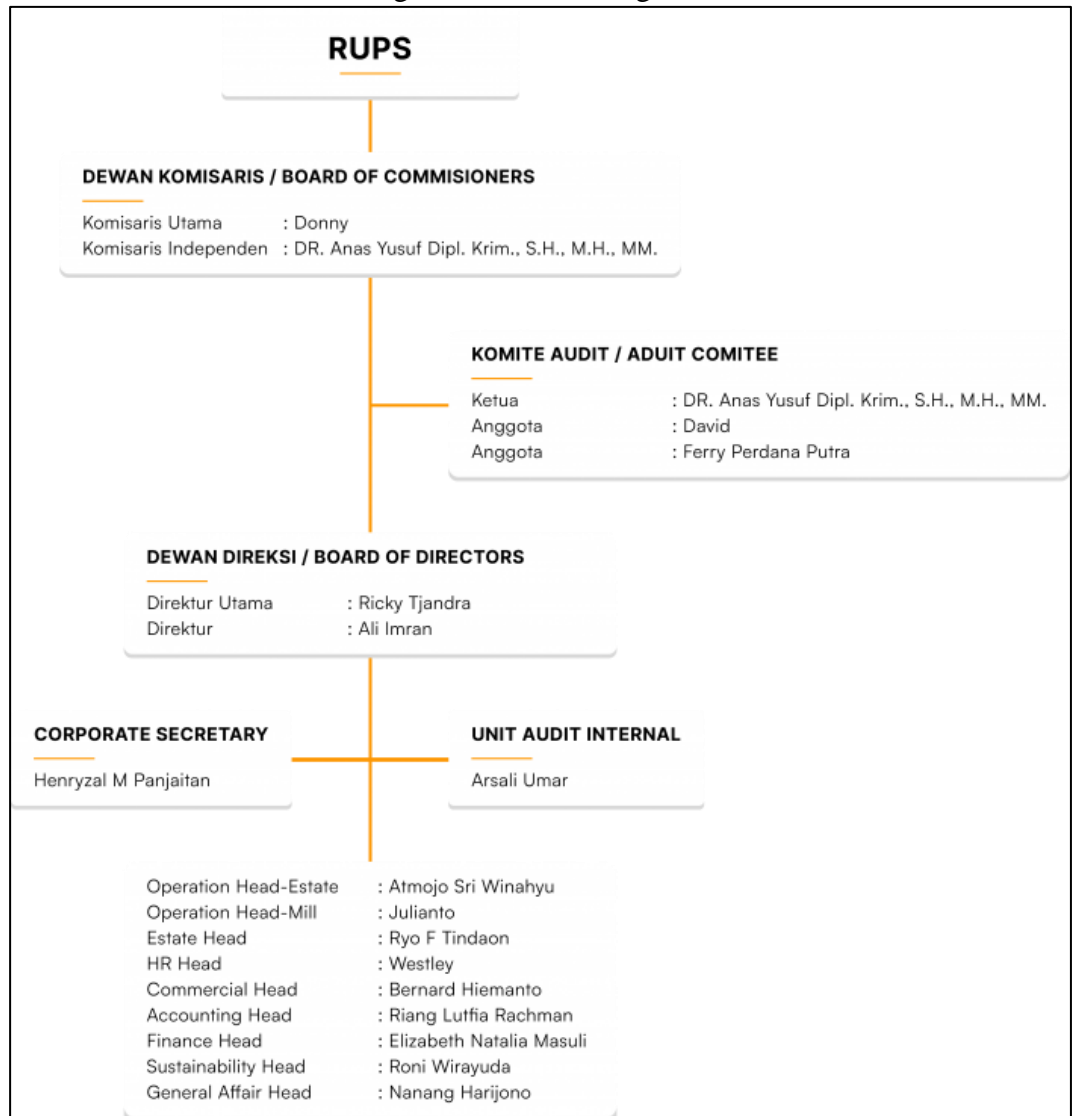 RUPS
DEWAN KOMISARIS / BOARD OF COMMISIONERS
Komisaris Utama : Donny
Komisaris Independen : DR. Anas Yusuf Dipl. Krim., S.H., M.H., MM.
KOMITE AUDIT / ADUIT COMITEE
Ketua : DR. Anas Yusuf Dipl. Krim., S.H., M.H., MM.
Anggota : David
Anggota : Ferry Perdana Putra
DEWAN DIREKSI / BOARD OF DIRECTORS
Direktur Utama : Ricky Tjandra
Direktur : Ali Imran
CORPORATE SECRETARY
Henryzal M Panjaitan
UNIT AUDIT INTERNAL
Arsali Umar
Operation Head-Estate : Atmojo Sri Winahyu
Operation Head-Mill : Julianto
Estate Head : Ryo F Tindaon
HR Head : Westley
Commercial Head : Bernard Hiemanto
Accounting Head : Riang Lutfia Rachman
Finance Head : Elizabeth Natalia Masuli
Sustainability Head : Roni Wirayuda
General Affair Head : Nanang Harijono